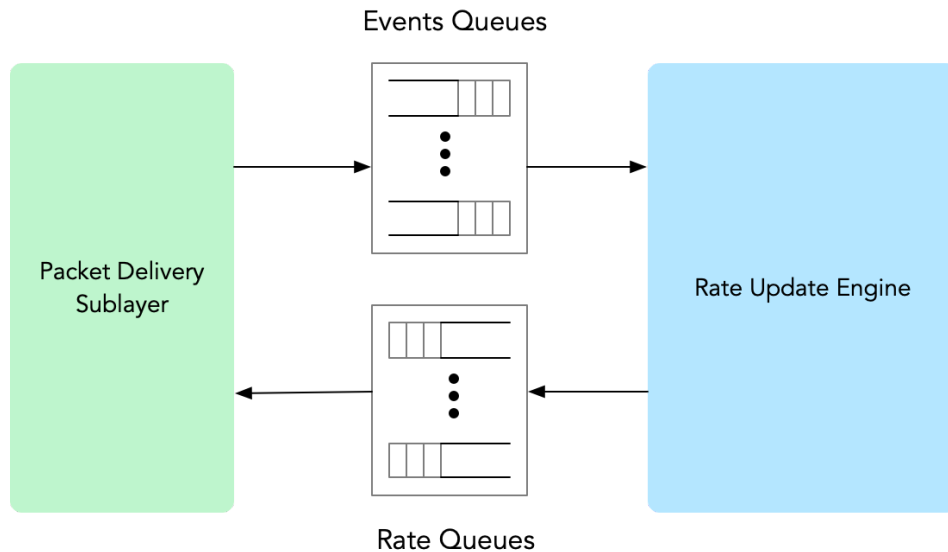 Events Queues
Packet Delivery
Sublayer
Rate Update Engine
Rate Queues